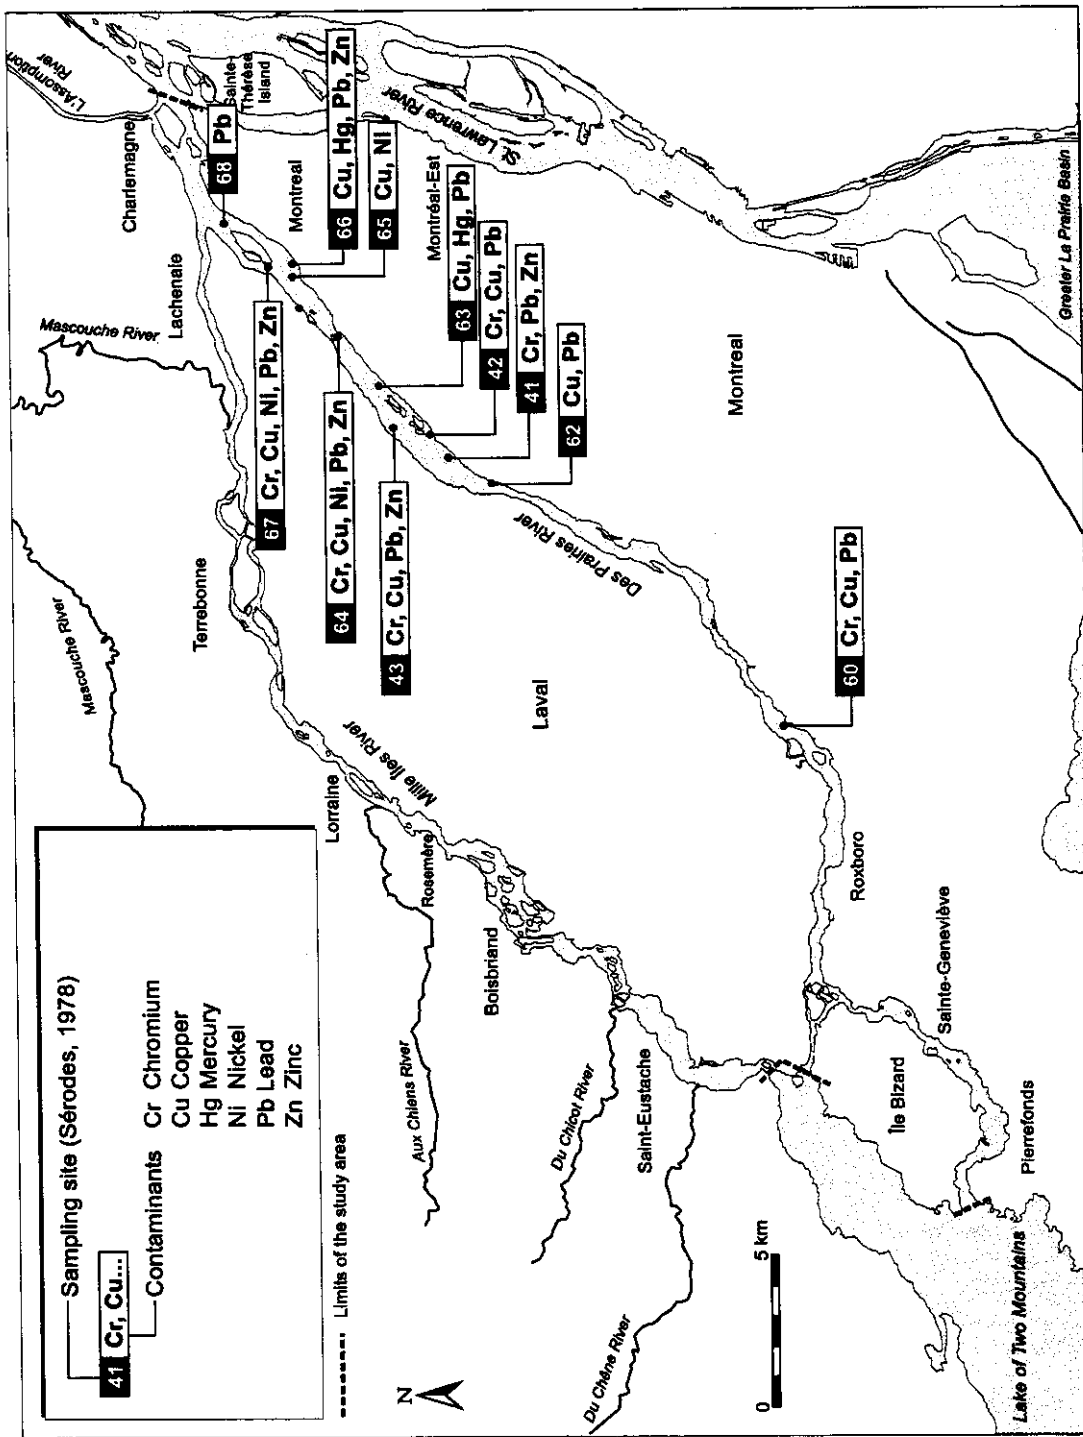 Sampling site (Sérodes, 1978)
41 Cr, Cu...
Contaminants
Cr Chromium
Cu Copper
Hg Mercury
Ni Nickel
Pb Lead
Zn Zinc
Limits of the study area
N
0 5 km
Mascouche River
Mascouche River
L'Assomption
River
Charlemagne
Lachenaie
Terrebonne
Lorraine
Rosemère
Boisbriand
Saint-Eustache
Mille Îles River
Aux Chiens River
Du Chicot River
Du Chêne River
Laval
Sainte-
Thérèse
Island
Montreal
Montréal-Est
St. Lawrence River
Des Prairies River
Montreal
Greater La Prairie Basin
Roxboro
Sainte-Geneviève
Île Bizard
Pierrefonds
Lake of Two Mountains
68 Pb
66 Cu, Hg, Pb, Zn
65 Cu, Ni
67 Cr, Cu, Ni, Pb, Zn
64 Cr, Cu, Ni, Pb, Zn
63 Cu, Hg, Pb
42 Cr, Cu, Pb
43 Cr, Cu, Pb, Zn
41 Cr, Pb, Zn
62 Cu, Pb
60 Cr, Cu, Pb